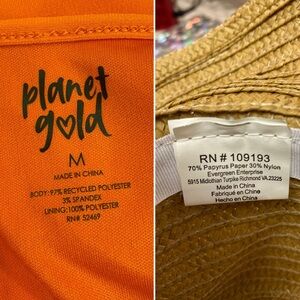 planet
gold
M
MADE IN CHINA
BODY: 97% RECYCLED POLYESTER
3% SPANDEX
LINING: 100% POLYESTER
RN# 52469
RN # 109193
70% Papyrus Paper 30% Nylon
Evergreen Enterprise
5915 Midlothian Turpike Richmond VA.23225
Made in China
Fabriqué en Chine
Hecho en China